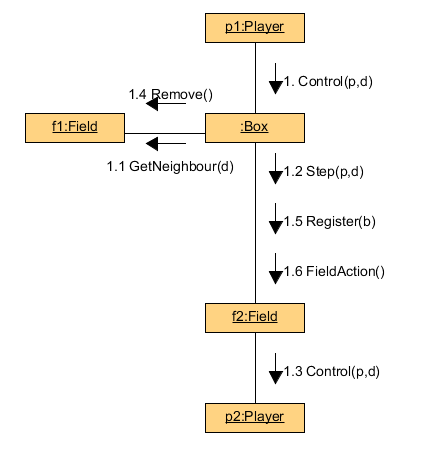 p1:Player
1. Control(p,d)
1.4 Remove()
f1:Field
:Box
1.1 GetNeighbour(d)
1.2 Step(p,d)
1.5 Register(b)
1.6 FieldAction()
f2:Field
1.3 Control(p,d)
p2:Player